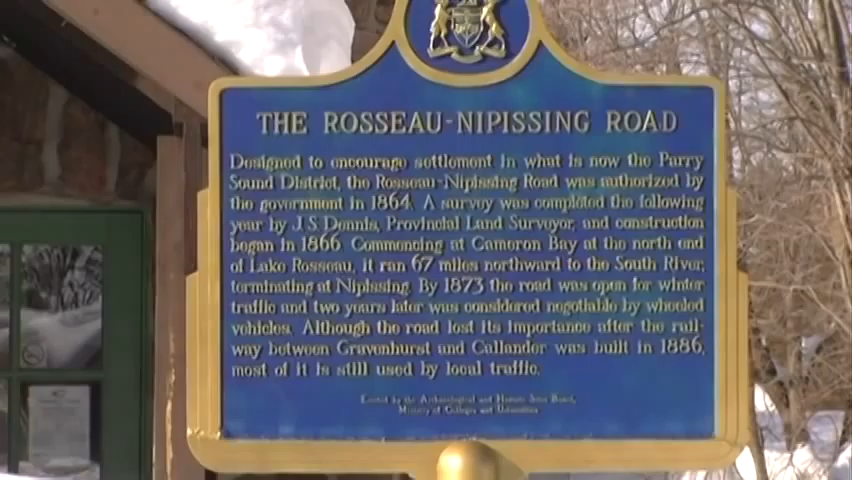 THE ROSSEAU-NIPISSING ROAD
Designed to encourage settlement in what is now the Parry
Sound District, the Rosseau-Nipissing Road was authorized by
the government in 1864. A survey was completed the following
year by J.S. Dennis, Provincial Land Surveyor, and construction
began in 1866. Commencing at Cameron Bay at the north end
of Lake Rosseau, it ran 67 miles northward to the South River,
terminating at Nipissing. By 1873 the road was open for winter
traffic and two years later was considered negotiable by wheeled
vehicles. Although the road lost its importance after the rail-
way between Gravenhurst and Callander was built in 1886,
most of it is still used by local traffic.
Erected by the Archaeological and Historic Sites Board,
Ministry of Colleges and Universities